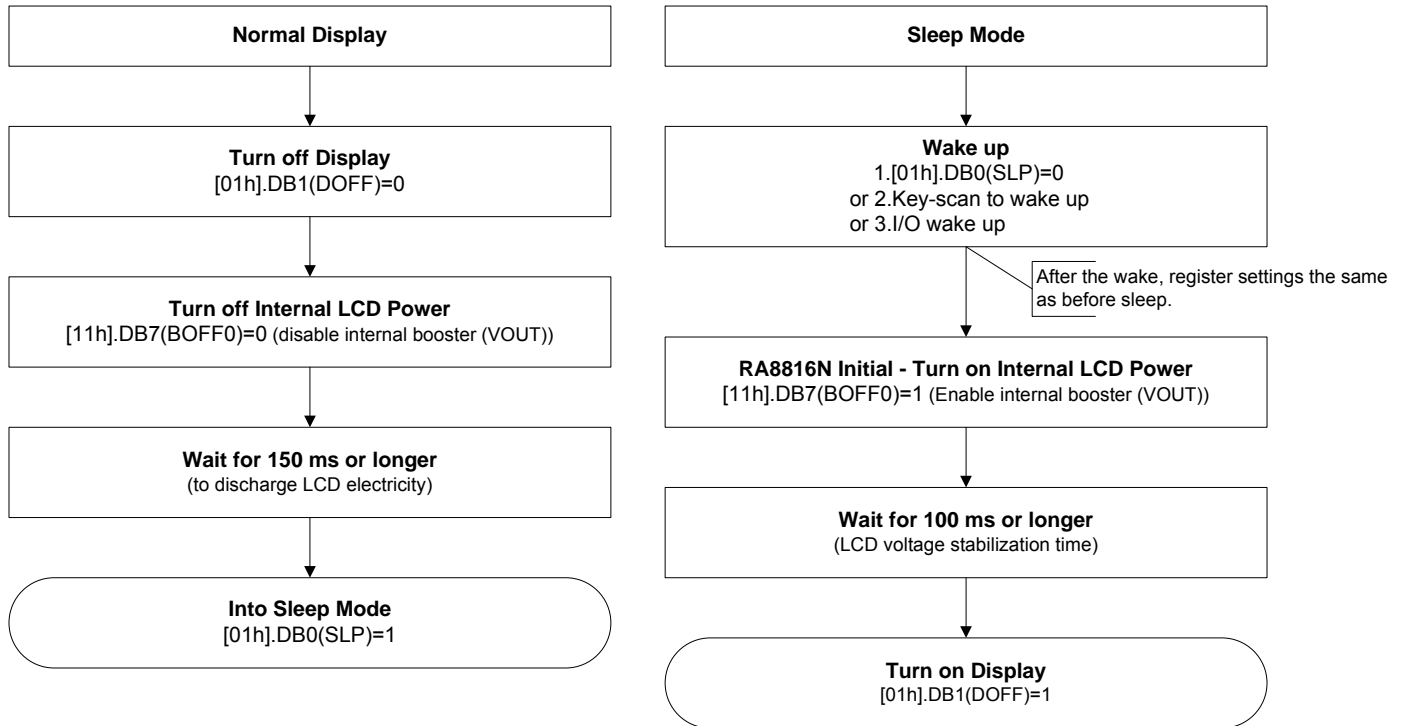 Normal Display
Turn off Display
[01h].DB1(DOFF)=0
Turn off Internal LCD Power
[11h].DB7(BOFF0)=0 (disable internal booster (VOUT))
Wait for 150 ms or longer
(to discharge LCD electricity)
Into Sleep Mode
[01h].DB0(SLP)=1
Sleep Mode
Wake up
1.[01h].DB0(SLP)=0
or 2.Key-scan to wake up
or 3.I/O wake up
After the wake, register settings the same
as before sleep.
RA8816N Initial - Turn on Internal LCD Power
[11h].DB7(BOFF0)=1 (Enable internal booster (VOUT))
Wait for 100 ms or longer
(LCD voltage stabilization time)
Turn on Display
[01h].DB1(DOFF)=1